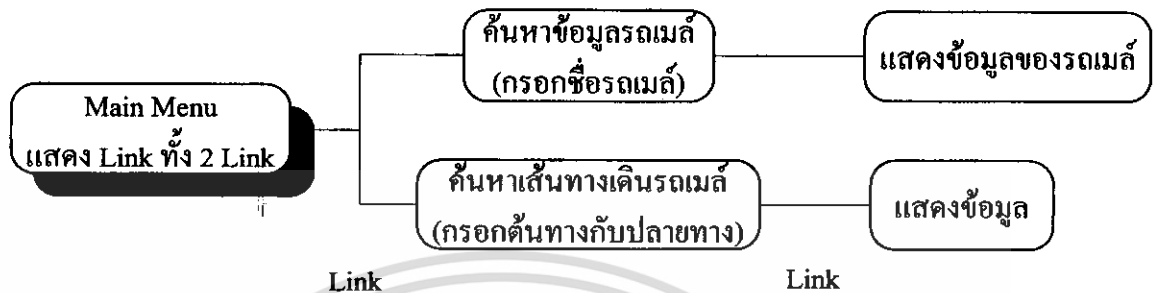 Main Menu
แสดง Link ทั้ง 2 Link
ค้นหาข้อมูลรถเมล์
(กรอกชื่อรถเมล์)
แสดงข้อมูลของรถเมล์
ค้นหาเส้นทางเดินรถเมล์
(กรอกต้นทางกับปลายทาง)
แสดงข้อมูล
Link
Link